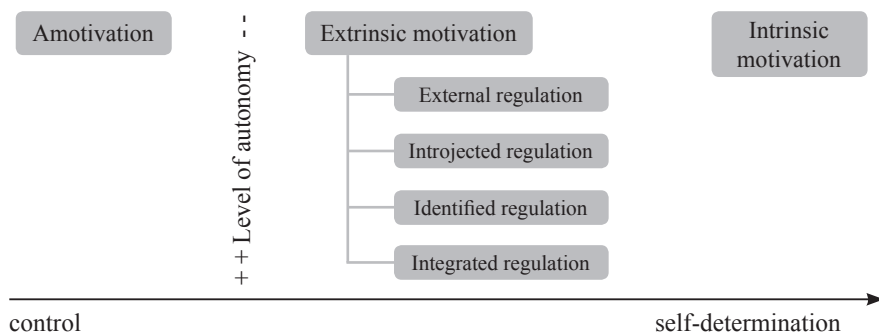 Amotivation
+ + Level of autonomy - -
Extrinsic motivation
Intrinsic
motivation
External regulation
Introjected regulation
Identified regulation
Integrated regulation
control
self-determination